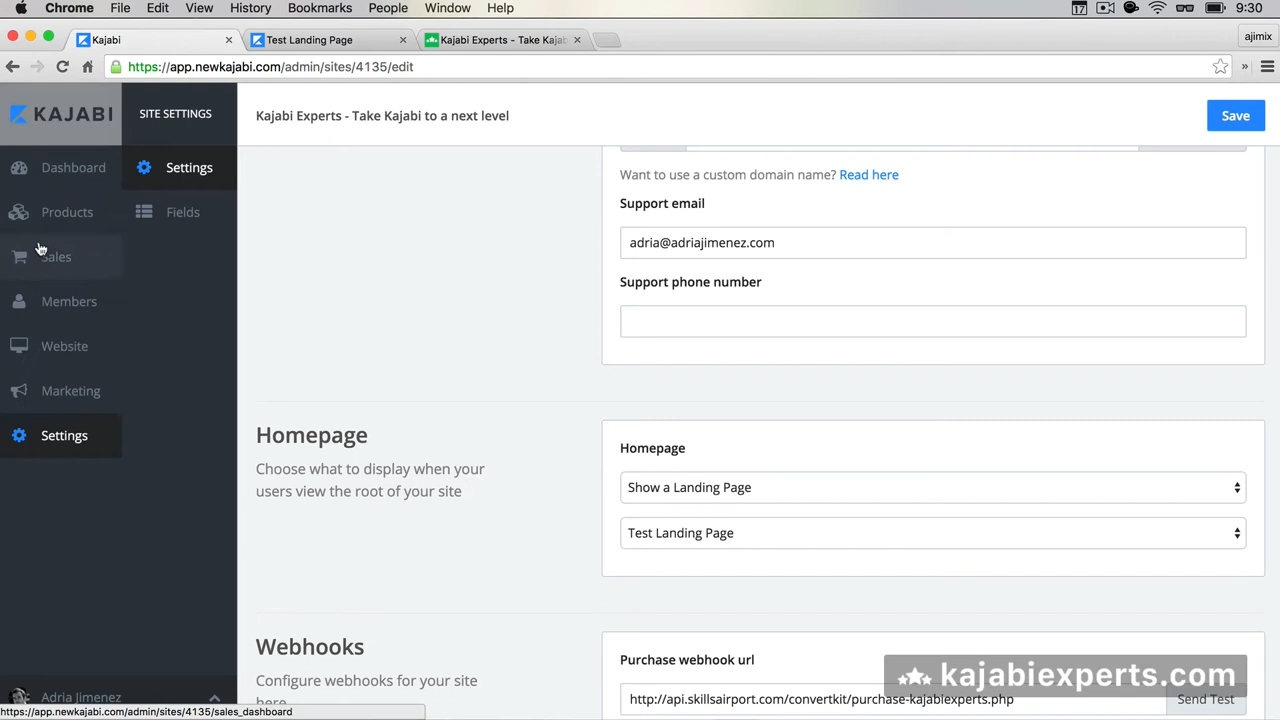 Chrome File Edit View History Bookmarks People Window Help 17 9:30
Kajabi Test Landing Page Kajabi Experts - Take Kajab ajimix
https://app.newkajabi.com/admin/sites/4135/edit »
KAJABI SITE SETTINGS Kajabi Experts - Take Kajabi to a next level Save
Dashboard Settings
Products Fields
Sales
Members
Website
Marketing
Settings
Want to use a custom domain name? Read here
Support email
adria@adriajimenez.com
Support phone number
Homepage
Choose what to display when your
users view the root of your site
Homepage
Show a Landing Page
Test Landing Page
Webhooks
Configure webhooks for your site
here
Purchase webhook url
http://api.skillsairport.com/convertkit/purchase-kajabiexperts.php Send Test
kajabiexperts.com
Adria Jimenez
https://app.newkajabi.com/admin/sites/4135/sales_dashboard